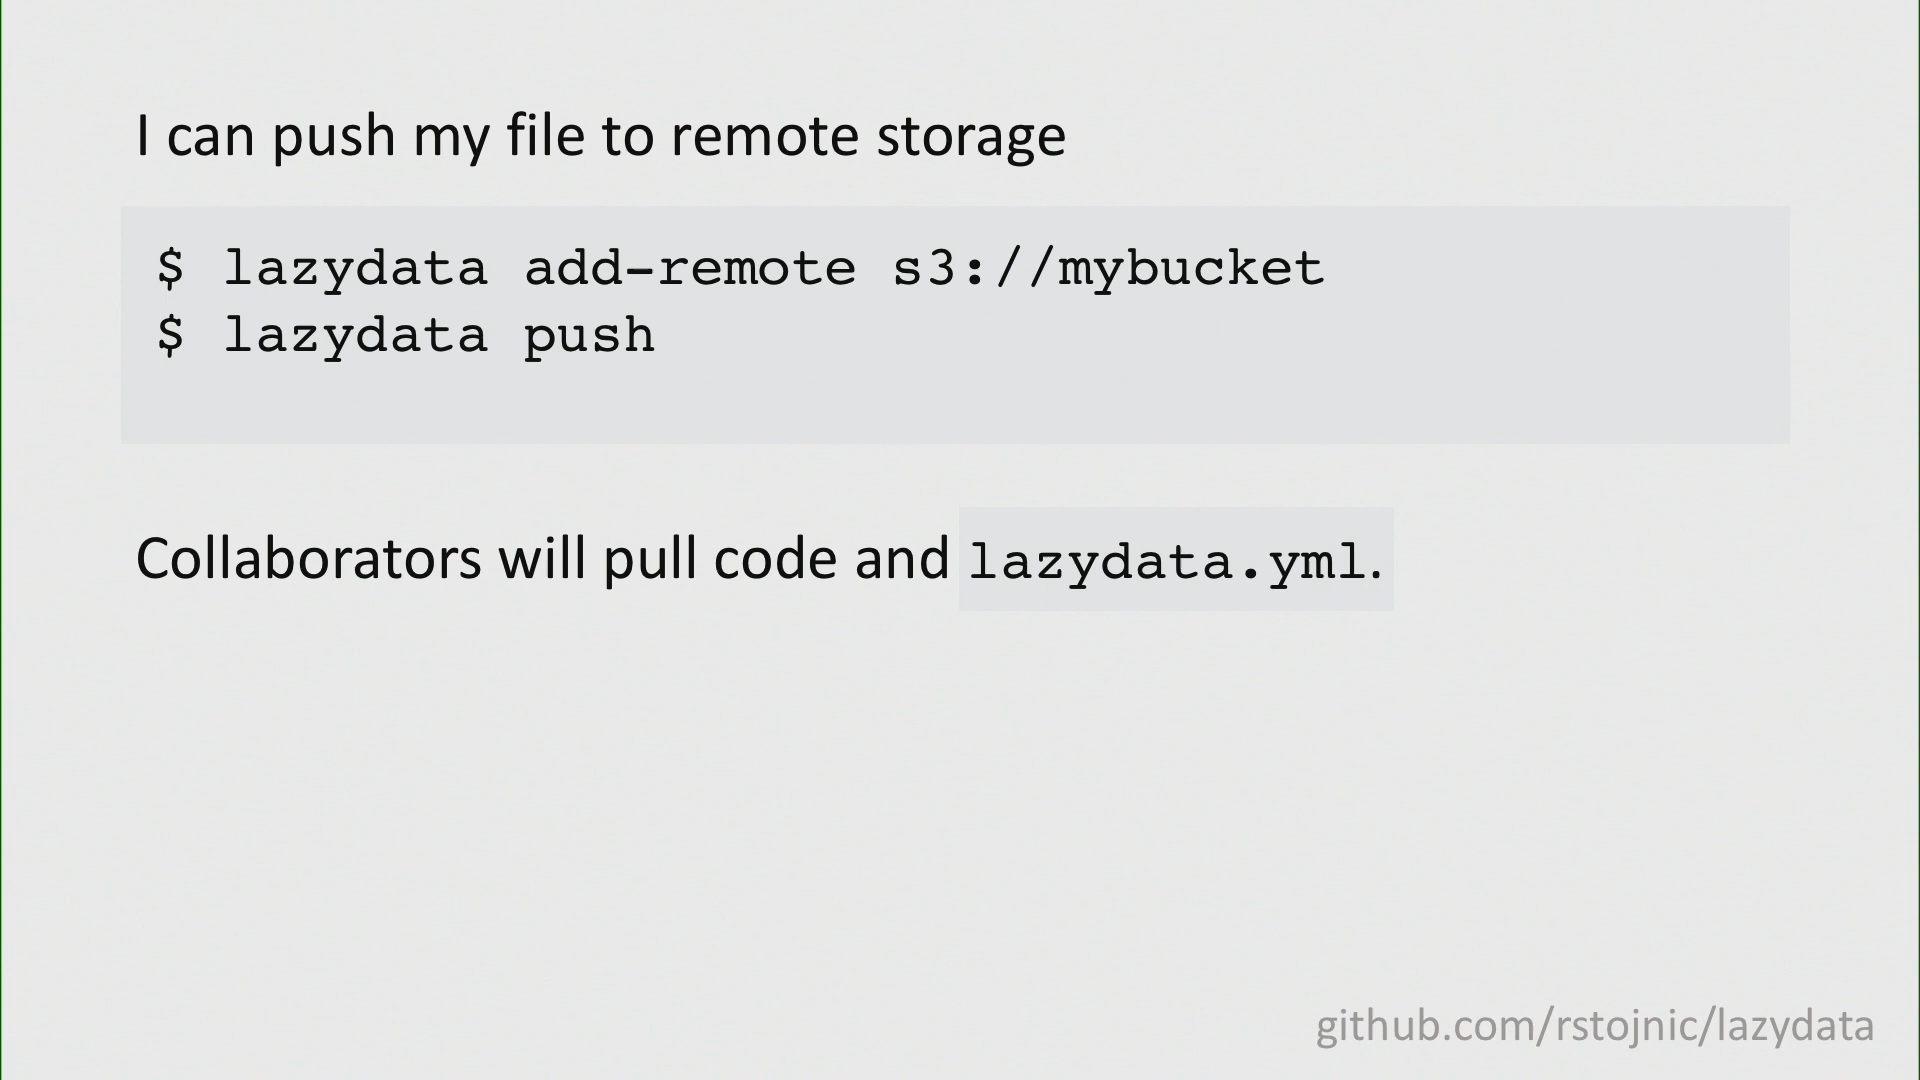 I can push my file to remote storage
$ lazydata add-remote s3://mybucket
$ lazydata push
Collaborators will pull code and lazydata.yml.
github.com/rstojnic/lazydata